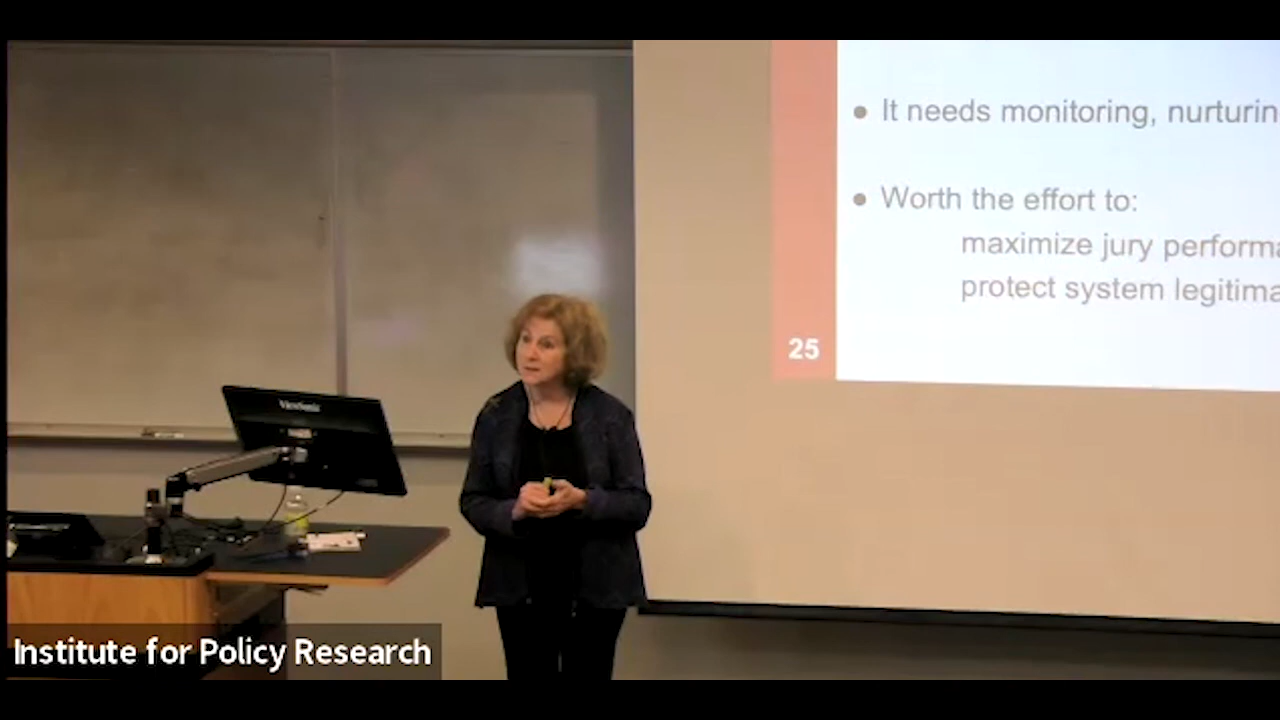 ● It needs monitoring, nurturin
● Worth the effort to:
maximize jury performa
protect system legitima
25
ViewSonic
Institute for Policy Research